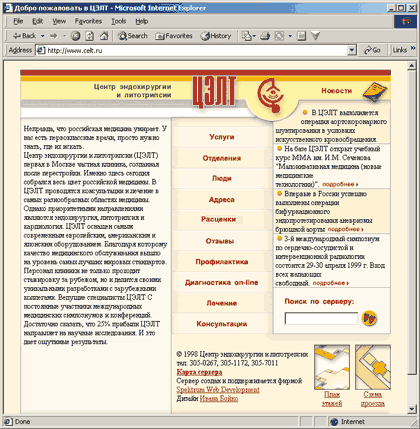 Добро пожаловать в ЦЭЛТ - Microsoft Internet Explorer
File Edit View Favorites Tools Help
Back Search Favorites History
Address http://www.celt.ru Go Links »
Центр эндохирургии
и литотрипсии
ЦЭЛТ
Новости
Неправда, что российская медицина умирает. У
нас есть первоклассные врачи, просто нужно
знать, где их искать.
Центр эндохирургии и литотрипсии (ЦЭЛТ)
первая в Москве частная клиника, созданная
после перестройки. Именно здесь сегодня
собрался весь цвет российской медицины. В
ЦЭЛТ проводятся консультации и лечение в
самых разнообразных областях медицины.
Однако приоритетными направлениями
являются эндохирургия, литотрипсия и
кардиология. ЦЭЛТ оснащен самым
современным европейским, американским и
японским оборудованием. Благодаря которому
качество медицинского обслуживания вышло
на уровень самых лучших мировых стандартов.
Персонал клиники не только проходит
стажировку за рубежом, но и делится своими
уникальными разработками с зарубежными
коллегами. Ведущие специалисты ЦЭЛТ С
постоянные участники международных
медицинских симпозиумов и конференций.
Достаточно сказать, что 25% прибыли ЦЭЛТ
направляет на научные исследования. И это
дает ощутимые результаты.
Услуги
Отделения
Люди
Адреса
Расценки
Отзывы
Профилактика
Диагностика on-line
Лечение
Консультации
В ЦЭЛТ выполняется
операция аортокоронарного
шунтирования в условиях
искусственного кровообращения.
На базе ЦЭЛТ открыт учебный
курс ММА им. И.М. Сеченова
"Малоинвазивная медицина
(новые медицинские
технологии)". подробнее
Впервые в России успешно
выполнены операции
бифуркационного
эндопротезирования аневризмы
брюшной аорты подробнее
3-й международный симпозиум
по сердечно-сосудистой и
интервенционной радиологии
состоится 29-30 апреля 1999 г. Вход
всех желающих
свободный. подробнее
Поиск по серверу:
© 1998 Центр эндохирургии и литотрипсии
тел. 305-0267, 305-1172, 305-7011
Карта сервера
Сервер создан и поддерживается фирмой
Spektrum Web Development
Дизайн Ивана Бойко
План
этажей
Схема
проезда
Done Internet